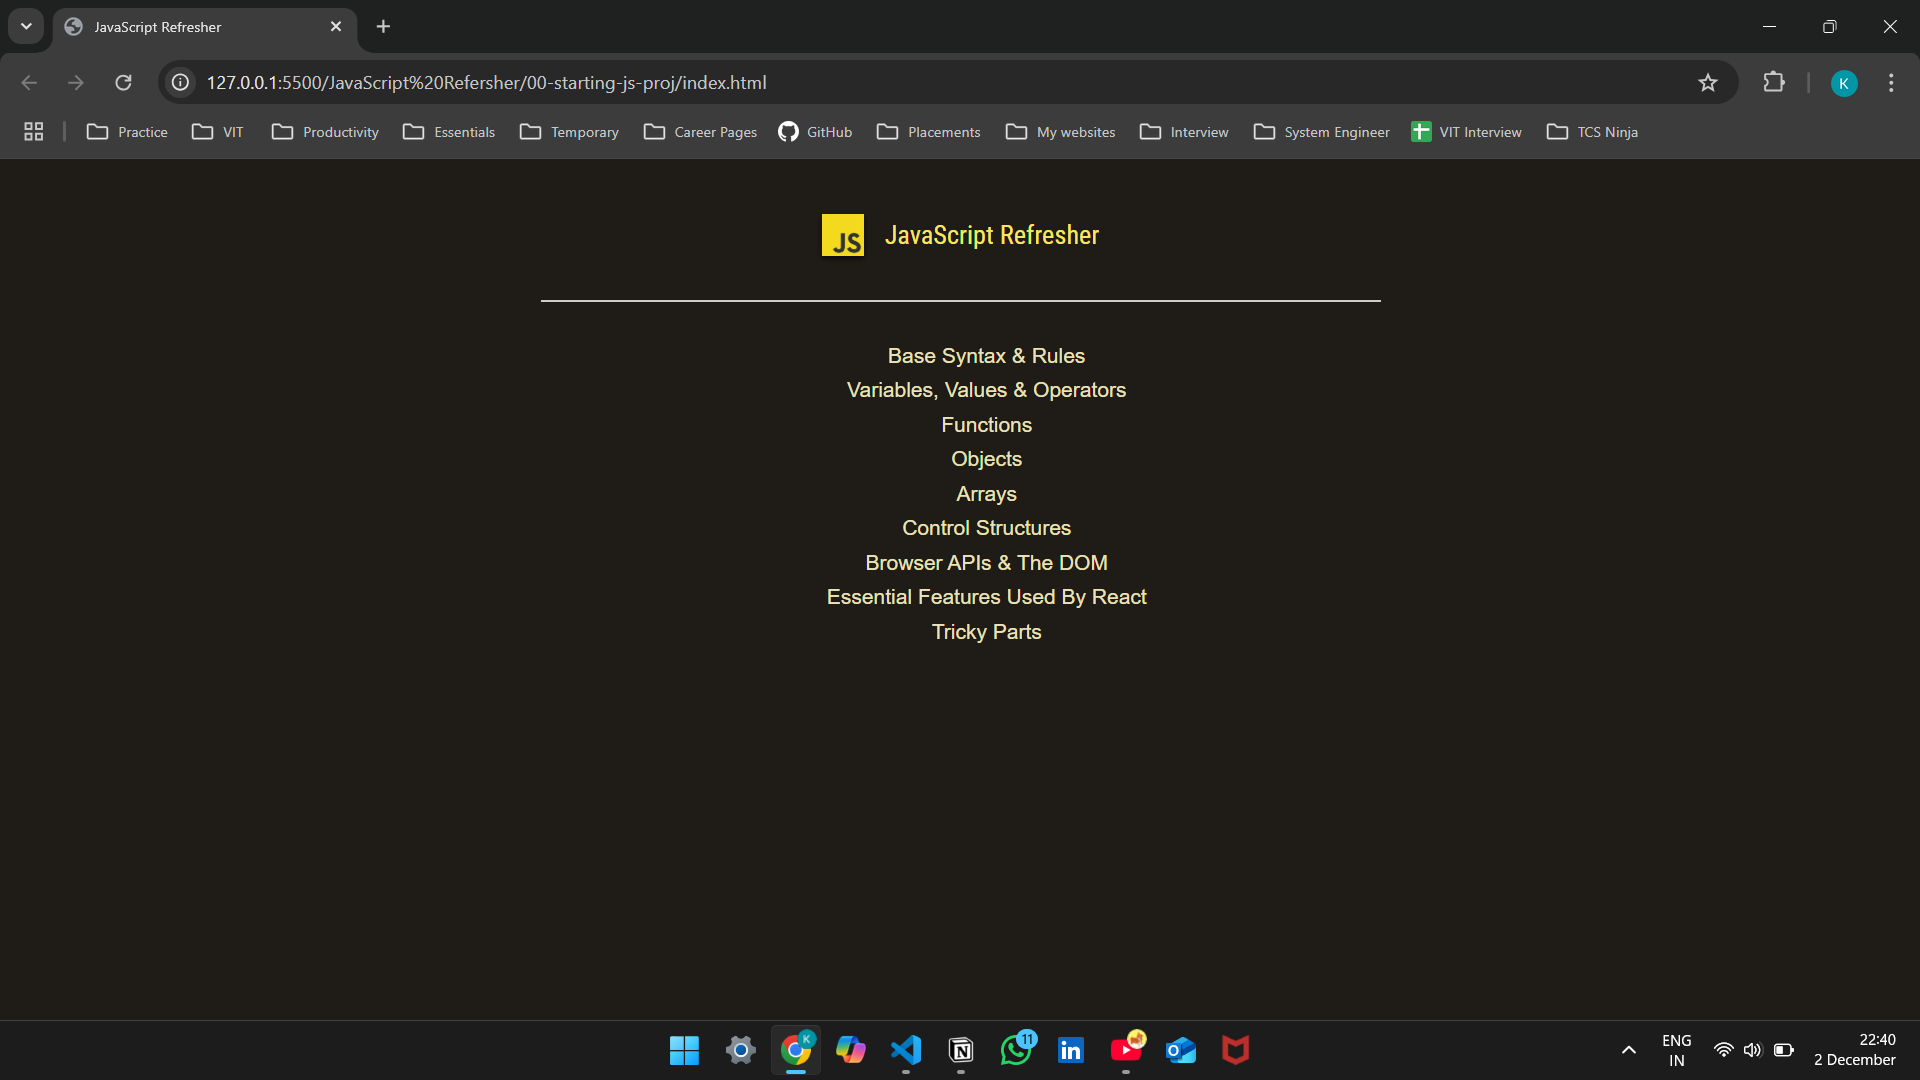 JavaScript Refresher
127.0.0.1:5500/JavaScript%20Refersher/00-starting-js-proj/index.html
K
Practice
VIT
Productivity
Essentials
Temporary
Career Pages
GitHub
Placements
My websites
Interview
System Engineer
VIT Interview
TCS Ninja
JS
JavaScript Refresher
Base Syntax & Rules
Variables, Values & Operators
Functions
Objects
Arrays
Control Structures
Browser APIs & The DOM
Essential Features Used By React
Tricky Parts
K
N
11
in
O
ENG
IN
22:40
2 December